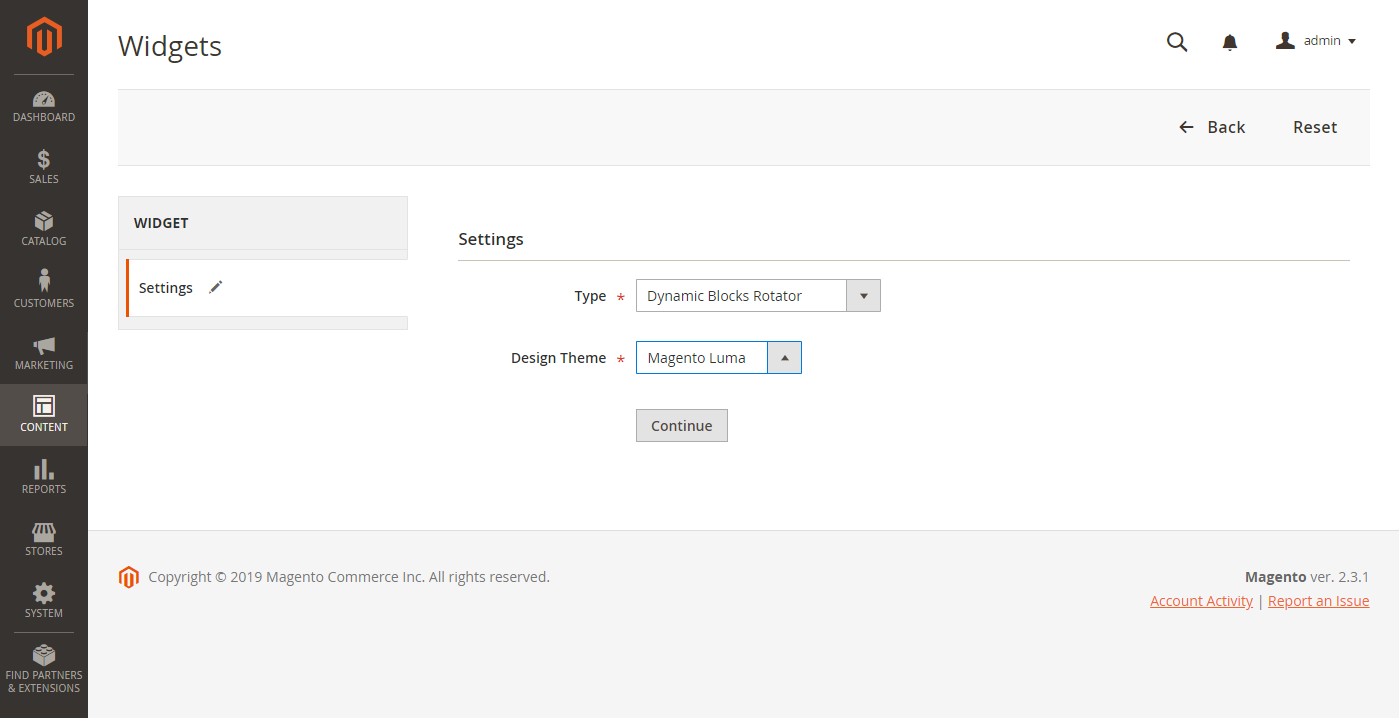 Widgets
admin
Back
Reset
DASHBOARD
SALES
CATALOG
CUSTOMERS
MARKETING
CONTENT
REPORTS
STORES
SYSTEM
FIND PARTNERS
& EXTENSIONS
WIDGET
Settings
Settings
Type *
Dynamic Blocks Rotator
Design Theme *
Magento Luma
Continue
Copyright © 2019 Magento Commerce Inc. All rights reserved.
Magento ver. 2.3.1
Account Activity | Report an Issue